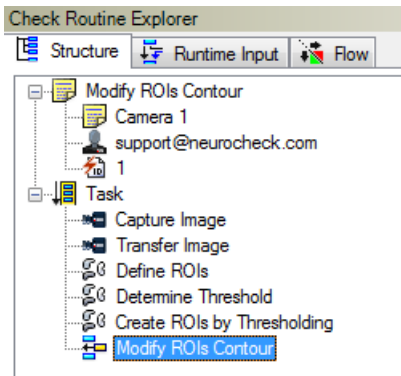 Check Routine Explorer
Structure Runtime Input Flow
Modify ROIs Contour
Camera 1
support@neurocheck.com
ID 1
Task
Capture Image
Transfer Image
Define ROIs
Determine Threshold
Create ROIs by Thresholding
Modify ROIs Contour